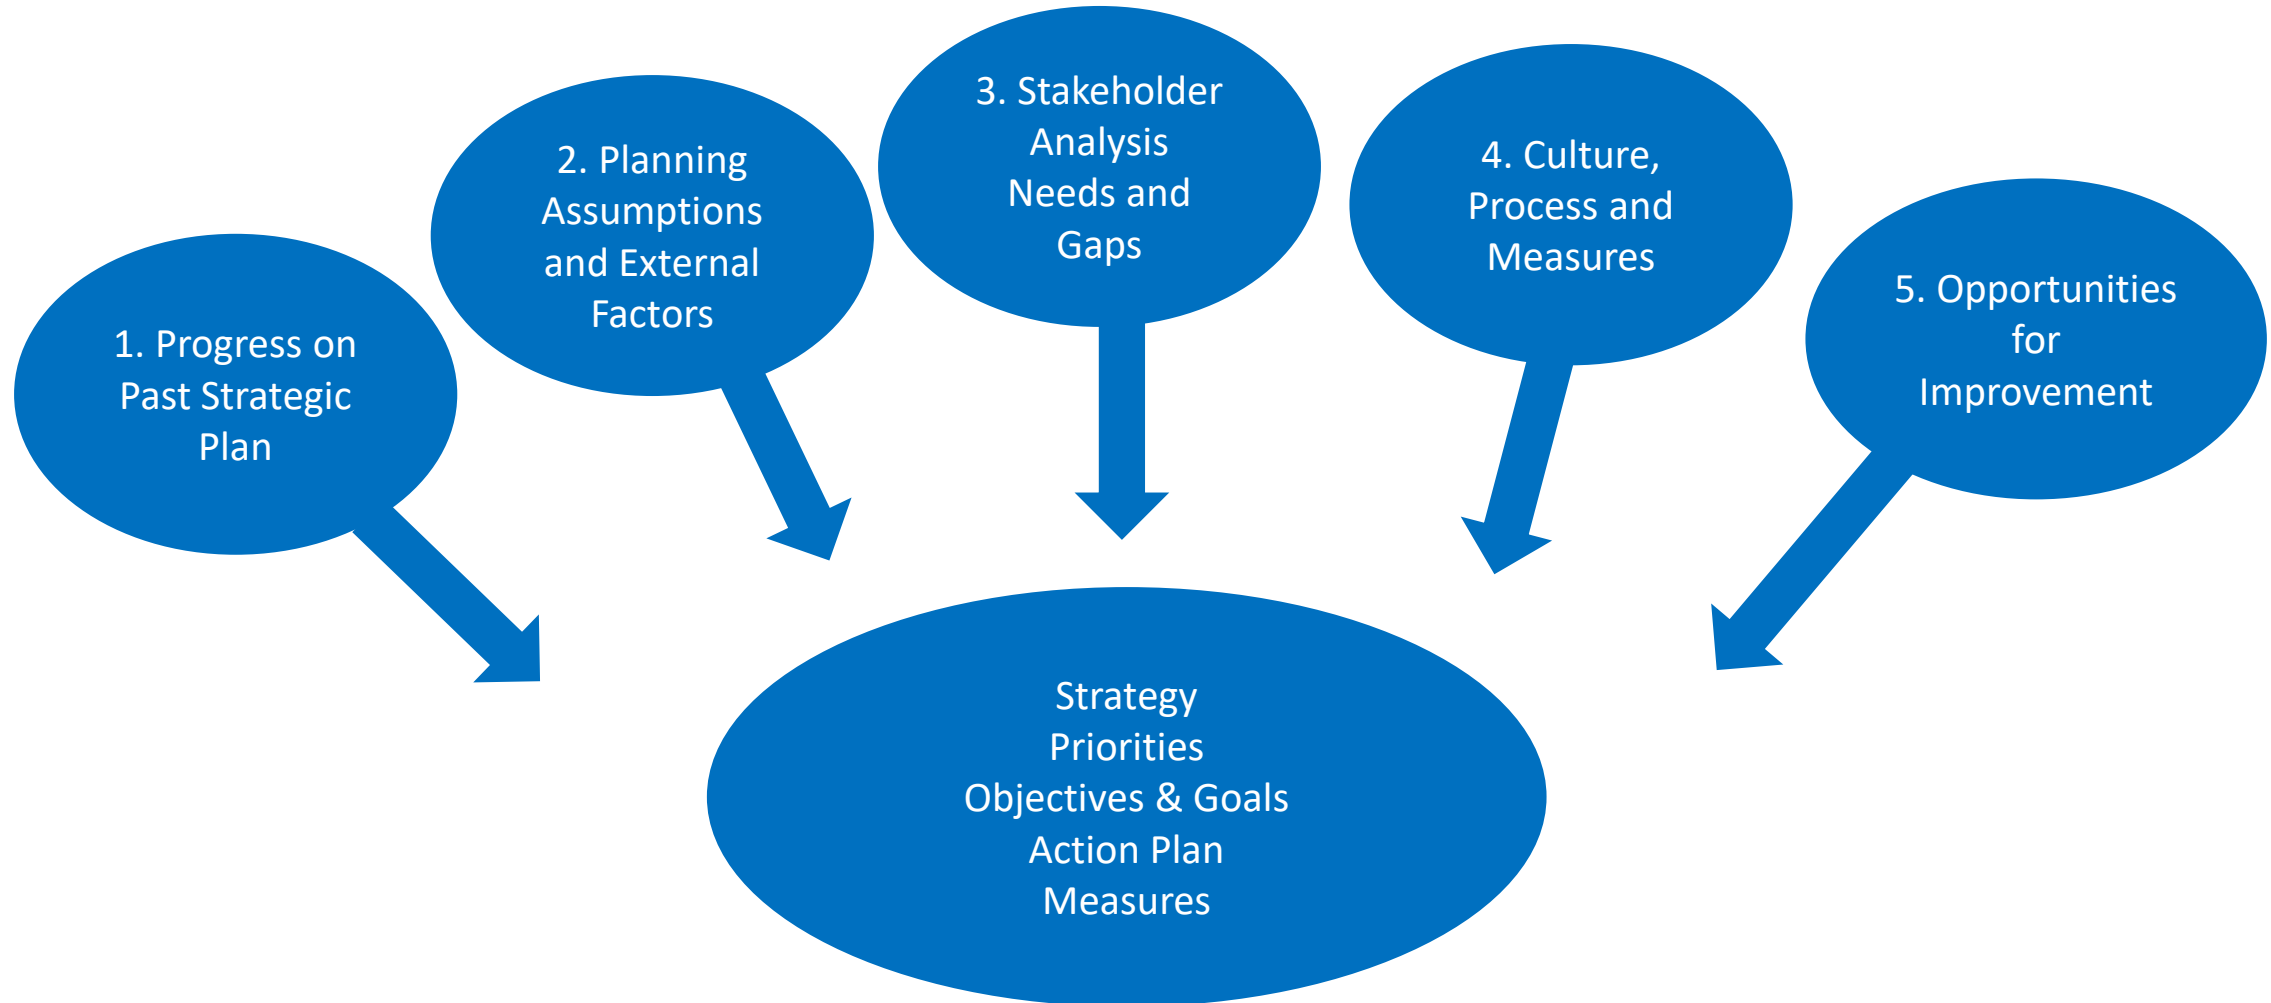 1. Progress on
Past Strategic
Plan
2. Planning
Assumptions
and External
Factors
3. Stakeholder
Analysis
Needs and
Gaps
4. Culture,
Process and
Measures
5. Opportunities
for
Improvement
Strategy
Priorities
Objectives & Goals
Action Plan
Measures